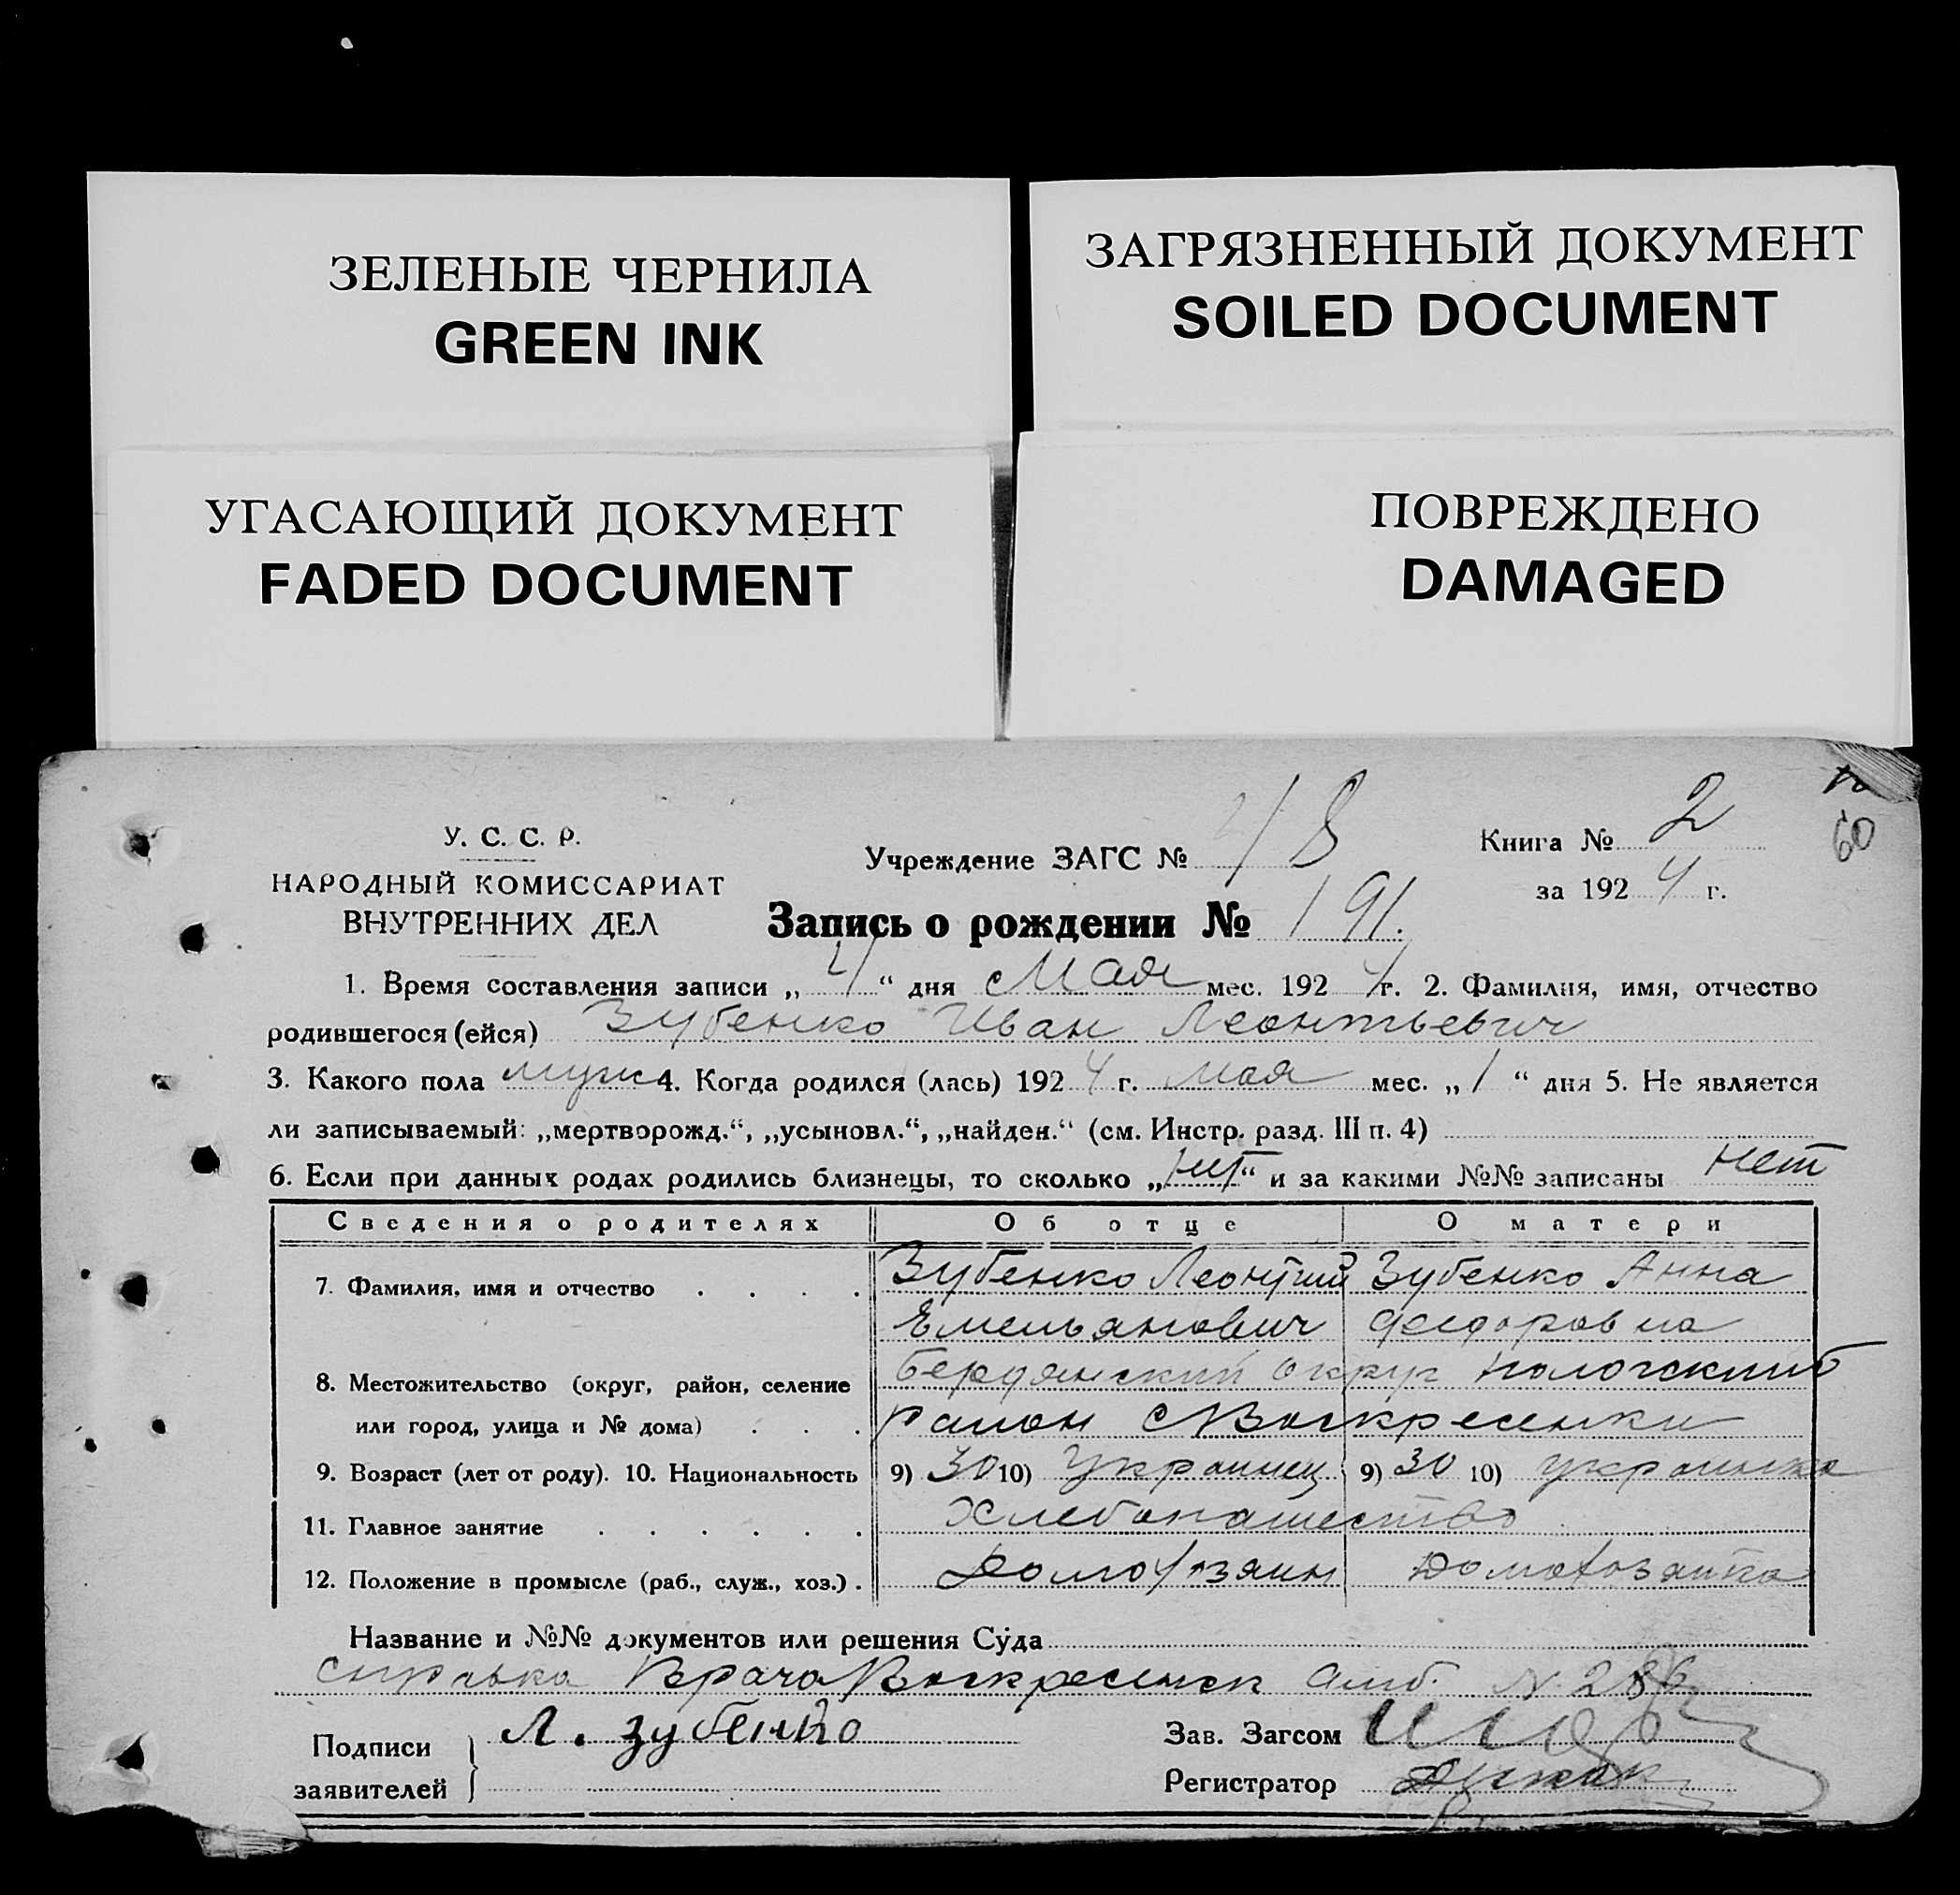 ЗЕЛЕНЫЕ ЧЕРНИЛА
GREEN INK
ЗАГРЯЗНЕННЫЙ ДОКУМЕНТ
SOILED DOCUMENT
УГАСАЮЩИЙ ДОКУМЕНТ
FADED DOCUMENT
ПОВРЕЖДЕНО
DAMAGED
У. С. С. Р.
НАРОДНЫЙ КОМИССАРИАТ
ВНУТРЕННИХ ДЕЛ
Учреждение ЗАГС №
Книга № 2
60
за 1924 г.
Запись о рождении № 191.
1. Время составления записи „ 4 “ дня Мая мес. 1924 г. 2. Фамилия, имя, отчество
родившегося (ейся) Зубенко Иван Леонтьевич
3. Какого пола муж 4. Когда родился (лась) 1924 г. мая мес. „ 1 “ дня 5. Не является
ли записываемый: „мертворожд.“, „усыновл.“, „найден.“ (см. Инстр. разд. III п. 4)
6. Если при данных родах родились близнецы, то сколько „нет“ и за какими №№ записаны нет
Сведения о родителях Об отце О матери
7. Фамилия, имя и отчество Зубенко Леонтий Зубенко Анна
Емельянович Федоровна
8. Местожительство (округ, район, селение Бердянский округ Пологский
или город, улица и № дома) район с Воскресенки
9. Возраст (лет от роду). 10. Национальность 9) 30 10) Украинец 9) 30 10) украинка
11. Главное занятие Хлебопашество
12. Положение в промысле (раб., служ., хоз.) Домохозяин Домохозяйка
Название и №№ документов или решения Суда
справка Врача Воскресенск амб. № 286
Подписи заявителей Л. зубенко
Зав. Загсом
Регистратор